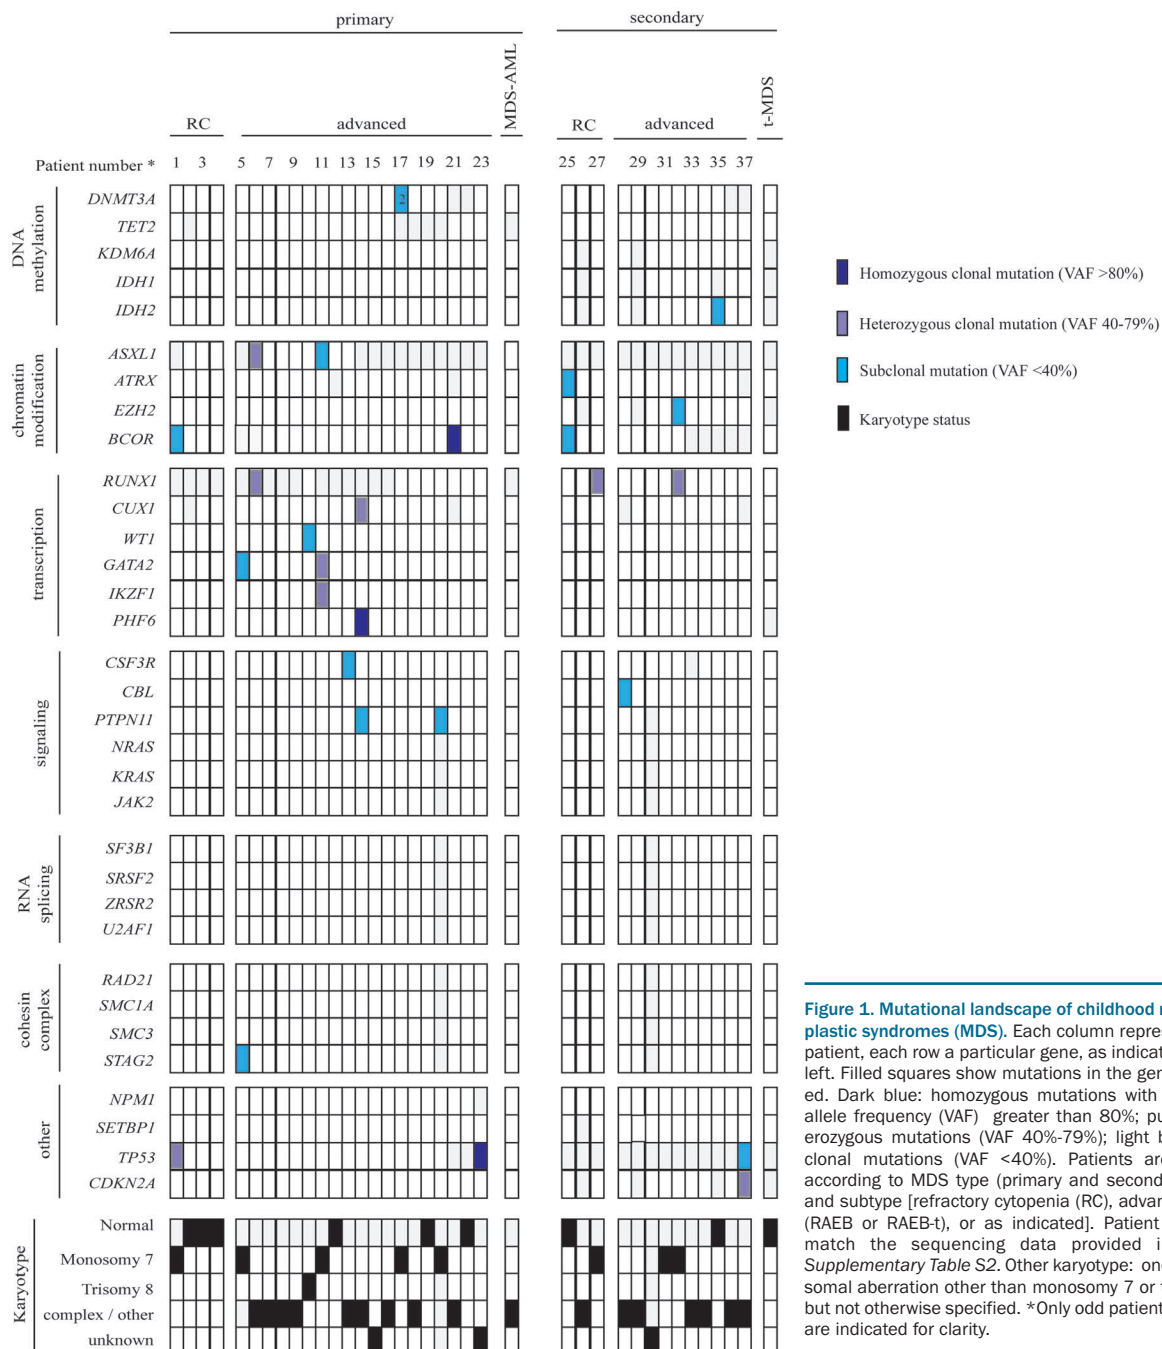 primary
secondary
RC
advanced
MDS-AML
RC
advanced
t-MDS
Patient number * 1 3 5 7 9 11 13 15 17 19 21 23 25 27 29 31 33 35 37
DNA methylation
DNMT3A 2
TET2
KDM6A
IDH1
IDH2
chromatin modification
ASXL1
ATRX
EZH2
BCOR
transcription
RUNX1
CUX1
WT1
GATA2
IKZF1
PHF6
signaling
CSF3R
CBL
PTPN11
NRAS
KRAS
JAK2
RNA splicing
SF3B1
SRSF2
ZRSR2
U2AF1
cohesin complex
RAD21
SMC1A
SMC3
STAG2
other
NPM1
SETBP1
TP53
CDKN2A
Karyotype
Normal
Monosomy 7
Trisomy 8
complex / other
unknown
Homozygous clonal mutation (VAF >80%)
Heterozygous clonal mutation (VAF 40-79%)
Subclonal mutation (VAF <40%)
Karyotype status
Figure 1. Mutational landscape of childhood
plastic syndromes (MDS). Each column
patient, each row a particular gene, as
left. Filled squares show mutations in the
ed. Dark blue: homozygous mutations with
allele frequency (VAF) greater than 80%;
erozygous mutations (VAF 40%-79%); light
clonal mutations (VAF <40%). Patients are
according to MDS type (primary and
and subtype [refractory cytopenia (RC),
(RAEB or RAEB-t), or as indicated]. Patient
match the sequencing data provided
Supplementary Table S2. Other karyotype:
somal aberration other than monosomy 7 or
but not otherwise specified. *Only odd patient
are indicated for clarity.